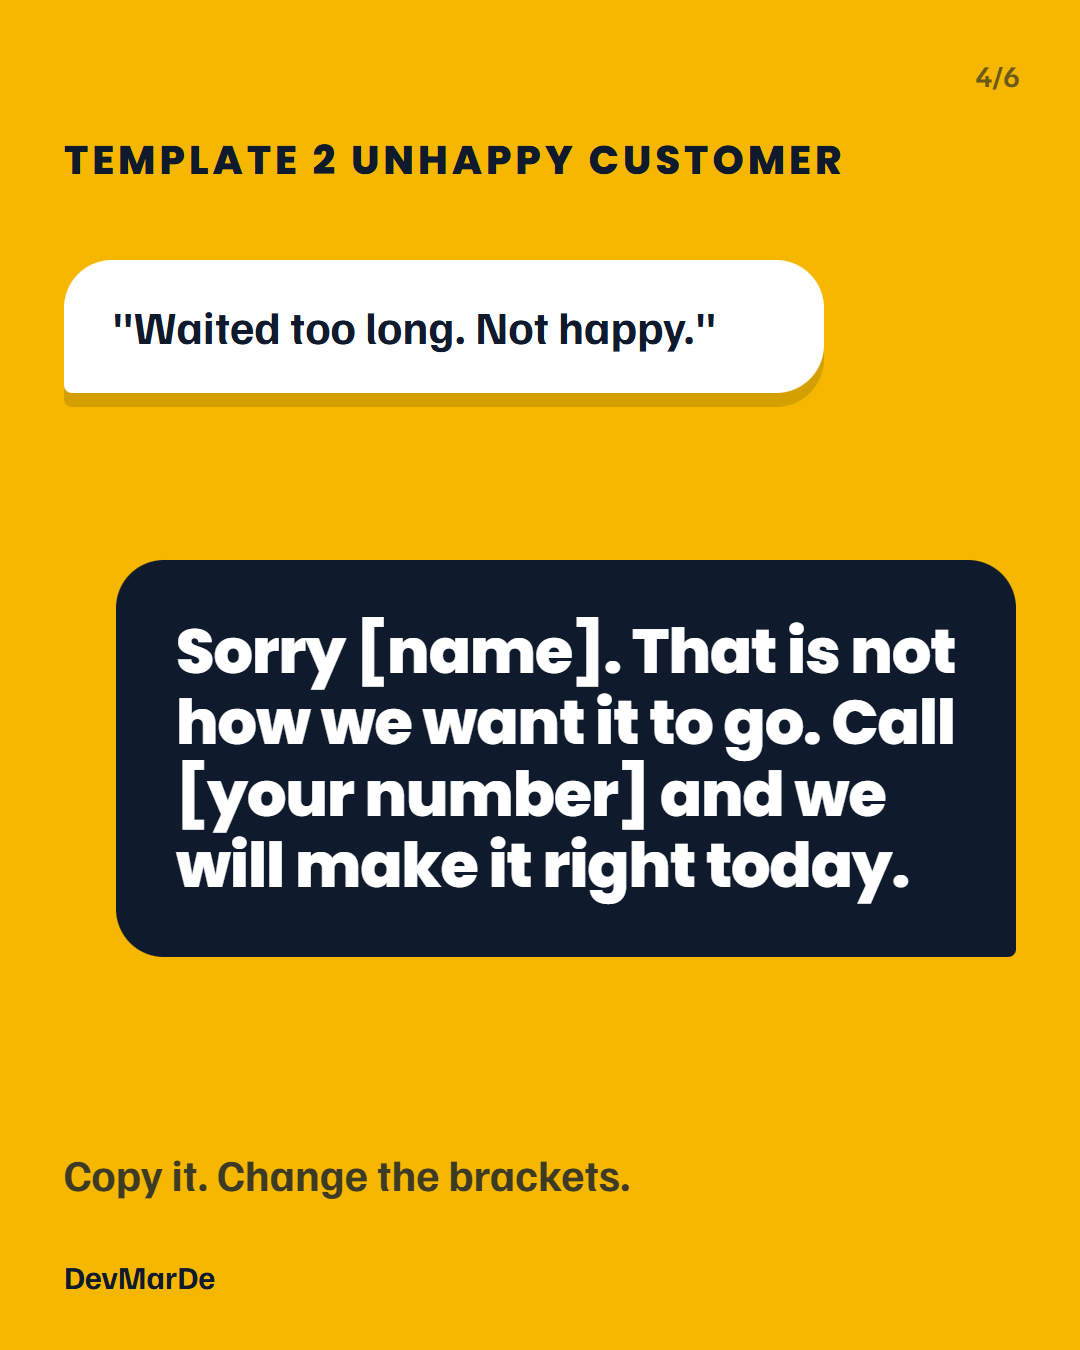 4/6
TEMPLATE 2 UNHAPPY CUSTOMER
"Waited too long. Not happy."
Sorry [name]. That is not
how we want it to go. Call
[your number] and we
will make it right today.
Copy it. Change the brackets.
DevMarDe